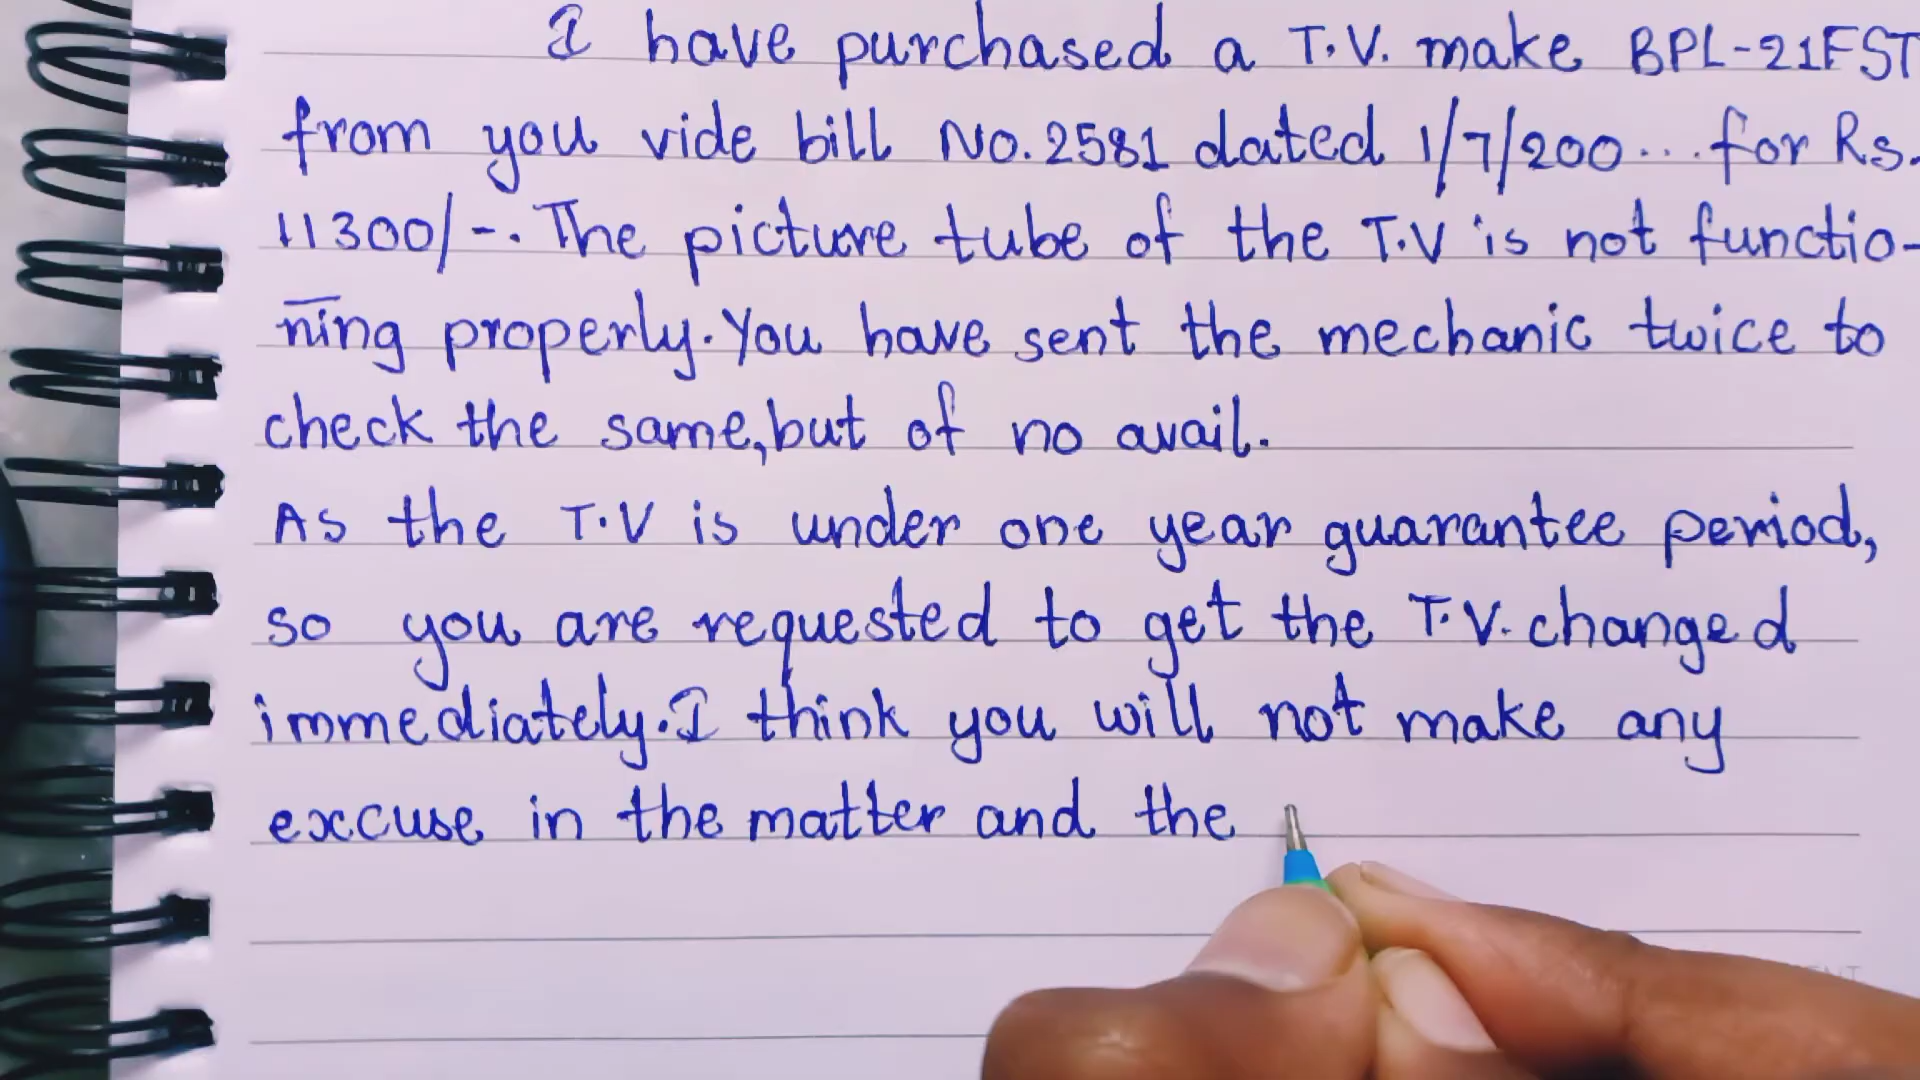 I have purchased a T.V. make BPL-21FST
from you vide bill No.2581 dated 1/7/200... for Rs.
11300/-. The picture tube of the T.V is not functio-
ning properly. You have sent the mechanic twice to
check the same, but of no avail.
As the T.V is under one year guarantee period,
so you are requested to get the T.V. changed
immediately. I think you will not make any
excuse in the matter and the